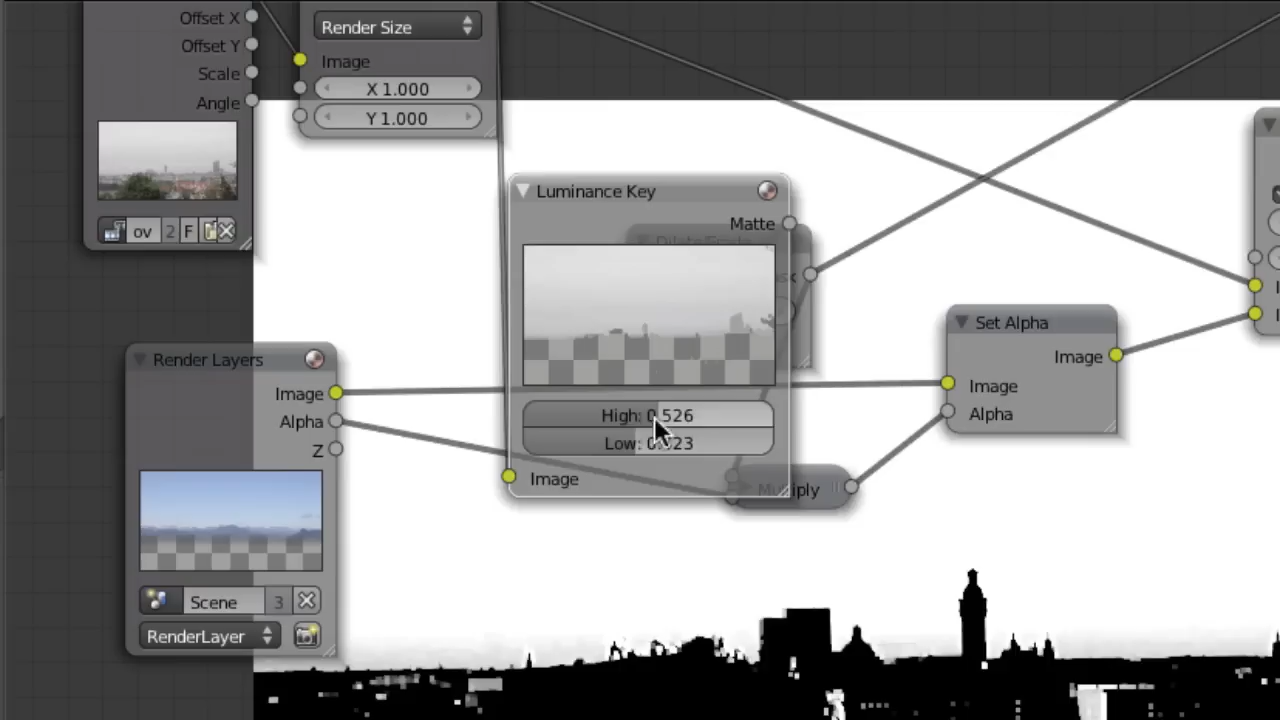 Offset X
Offset Y
Scale
Angle
ov 2 F
Render Size
Image
X 1.000
Y 1.000
Luminance Key
Matte
High: 0.526
Image
Render Layers
Image
Alpha
Z
Scene 3
RenderLayer
Multiply
Set Alpha
Image
Image
Alpha